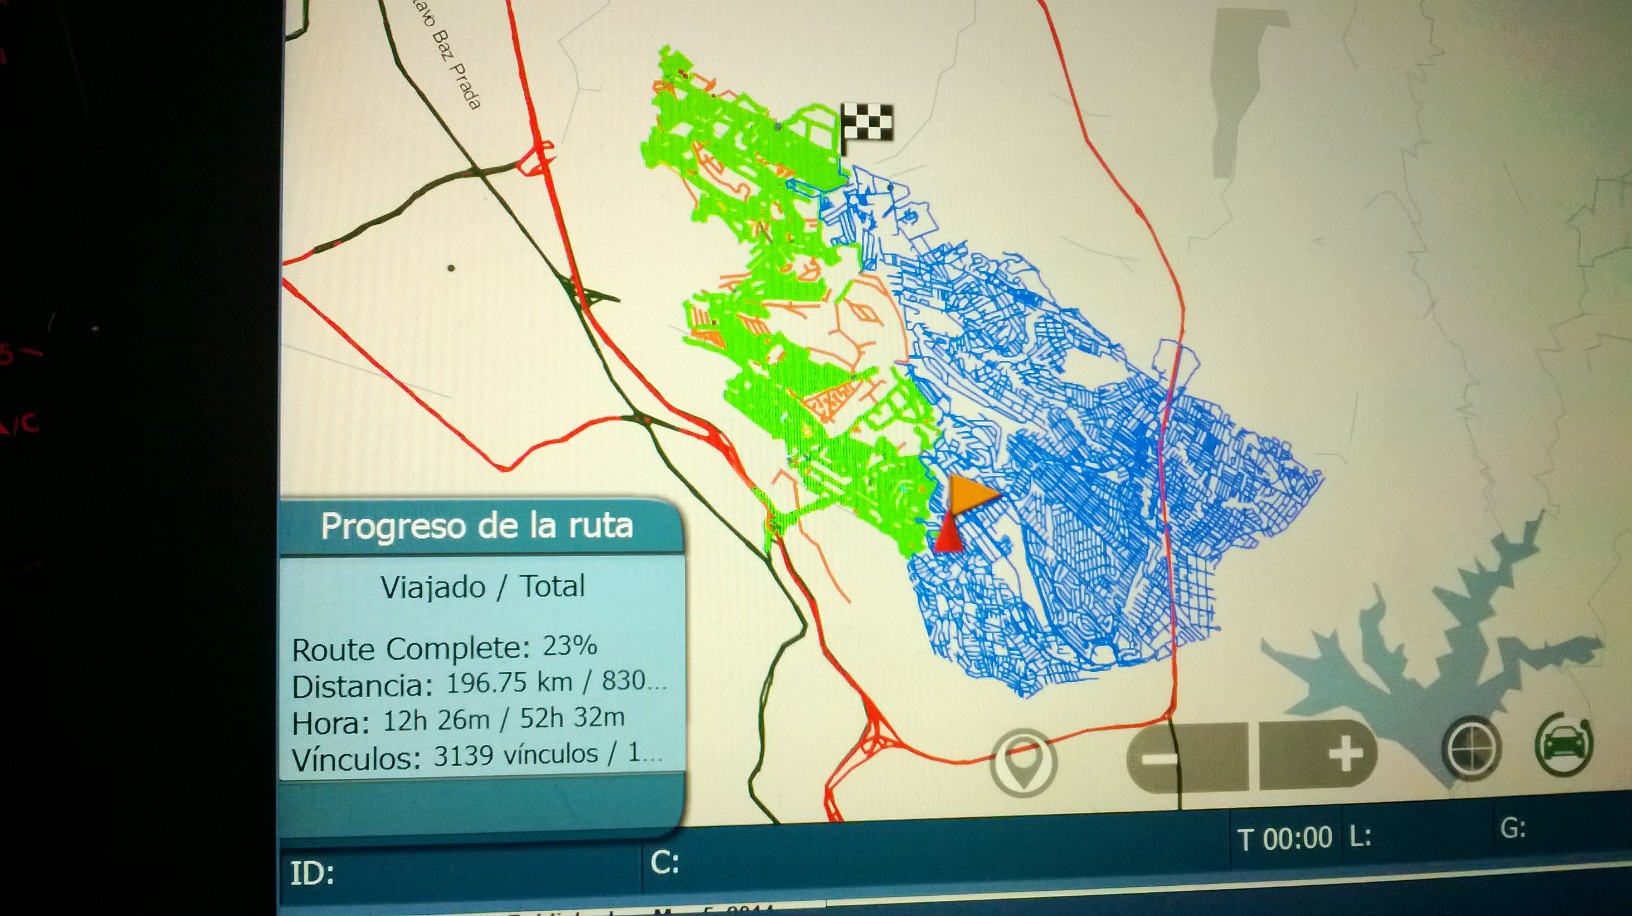 Baz Prada
Progreso de la ruta
Viajado / Total
Route Complete: 23%
Distancia: 196.75 km / 830...
Hora: 12h 26m / 52h 32m
Vínculos: 3139 vínculos / 1...
ID:
C:
T 00:00
L:
G:
A/C